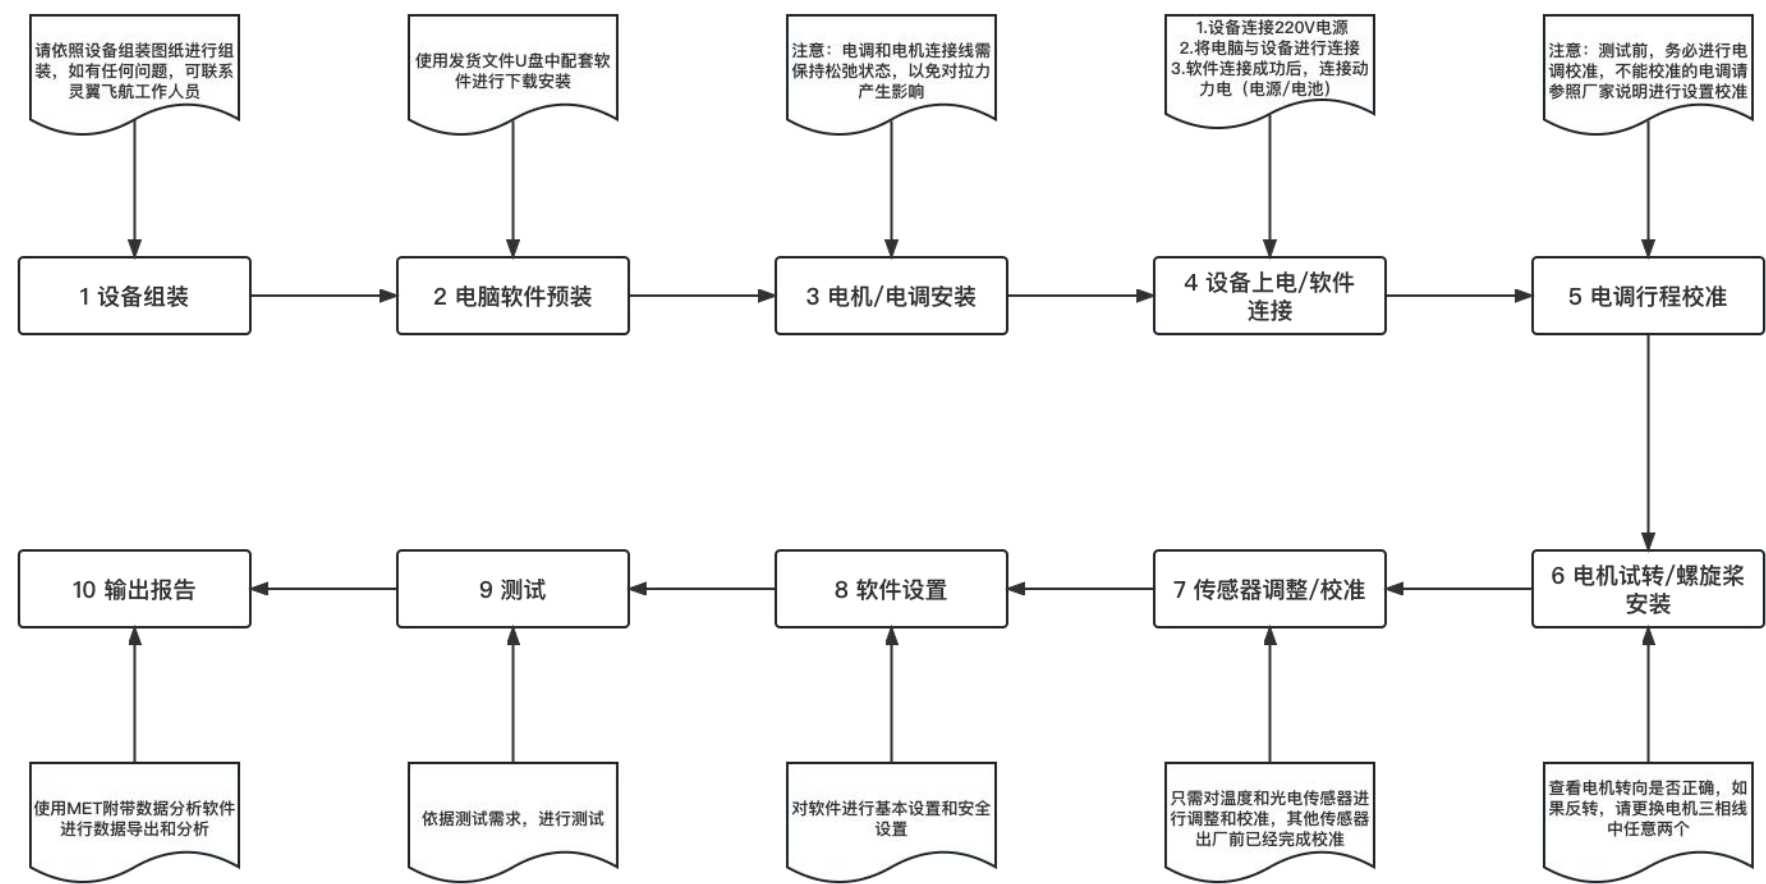 请依照设备组装图纸进行组
装，如有任何问题，可联系
灵翼飞航工作人员
使用发货文件U盘中配套软
件进行下载安装
注意：电调和电机连接线需
保持松弛状态，以免对拉力
产生影响
1.设备连接220V电源
2.将电脑与设备进行连接
3.软件连接成功后，连接动
力电（电源/电池）
注意：测试前，务必进行电
调校准，不能校准的电调请
参照厂家说明进行设置校准
1 设备组装
2 电脑软件预装
3 电机/电调安装
4 设备上电/软件
连接
5 电调行程校准
10 输出报告
9 测试
8 软件设置
7 传感器调整/校准
6 电机试转/螺旋桨
安装
使用MET附带数据分析软件
进行数据导出和分析
依据测试需求，进行测试
对软件进行基本设置和安全
设置
只需对温度和光电传感器进
行调整和校准，其他传感器
出厂前已经完成校准
查看电机转向是否正确，如
果反转，请更换电机三相线
中任意两个